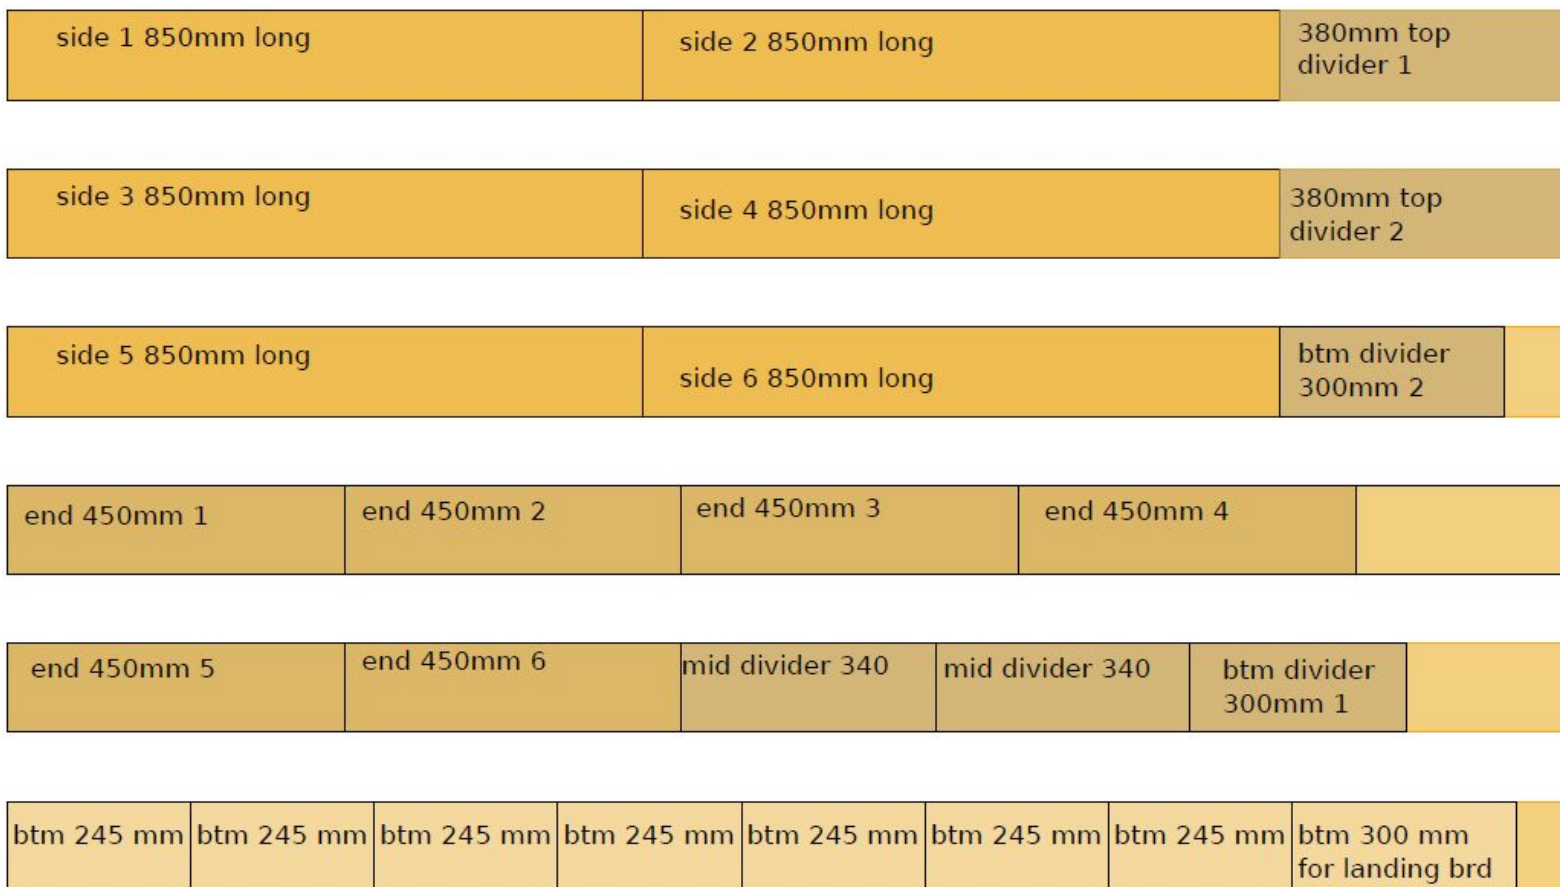 side 1 850mm long
side 2 850mm long
380mm top
divider 1
side 3 850mm long
side 4 850mm long
380mm top
divider 2
side 5 850mm long
side 6 850mm long
btm divider
300mm 2
end 450mm 1
end 450mm 2
end 450mm 3
end 450mm 4
end 450mm 5
end 450mm 6
mid divider 340
mid divider 340
btm divider
300mm 1
btm 245 mm
btm 245 mm
btm 245 mm
btm 245 mm
btm 245 mm
btm 245 mm
btm 245 mm
btm 300 mm
for landing brd